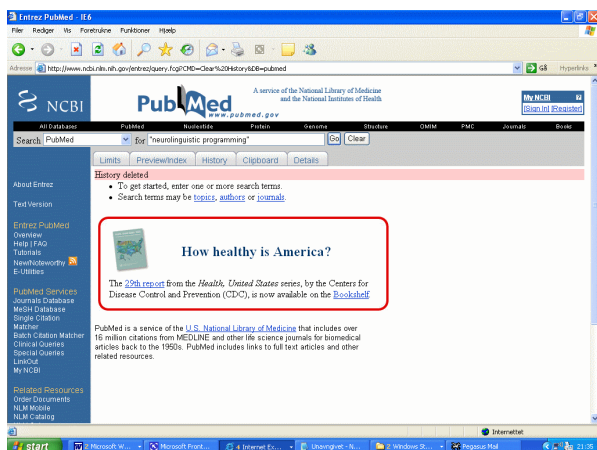 Entrez PubMed - IE6
Filer Rediger Vis Foretrukne Funktioner Hjælp
Adresse http://www.ncbi.nlm.nih.gov/entrez/query.fcgi?CMD=Clear%20History&DB=pubmed Gå Hyperlinks
NCBI
PubMed
www.pubmed.gov
A service of the National Library of Medicine
and the National Institutes of Health
My NCBI
[Sign In] [Register]
All Databases PubMed Nucleotide Protein Genome Structure OMIM PMC Journals Books
Search PubMed for "neurolinguistic programming" Go Clear
Limits Preview/Index History Clipboard Details
About Entrez
Text Version
Entrez PubMed
Overview
Help | FAQ
Tutorials
New/Noteworthy
E-Utilities
PubMed Services
Journals Database
MeSH Database
Single Citation
Matcher
Batch Citation Matcher
Clinical Queries
Special Queries
LinkOut
My NCBI
Related Resources
Order Documents
NLM Mobile
NLM Catalog
History deleted
• To get started, enter one or more search terms.
• Search terms may be topics, authors or journals.
How healthy is America?
The 29th report from the Health, United States series, by the Centers for
Disease Control and Prevention (CDC), is now available on the Bookshelf.
PubMed is a service of the U.S. National Library of Medicine that includes over
16 million citations from MEDLINE and other life science journals for biomedical
articles back to the 1950s. PubMed includes links to full text articles and other
related resources.
Internettet
start 2 Microsoft W... Microsoft Front... 4 Internet Ex... Unavngivet - N... 2 Windows St... Pegasus Mail 21:05